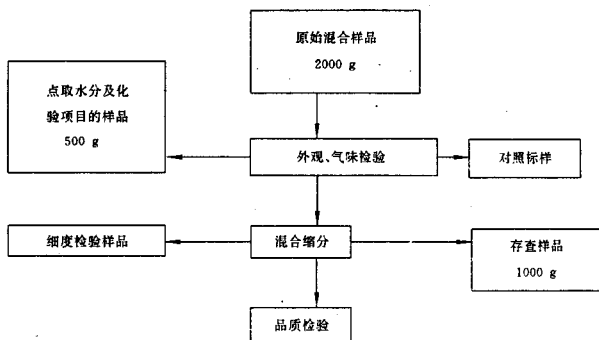 原始混合样品
2000 g
点取水分及化
验项目的样品
500 g
外观、气味检验
对照标样
细度检验样品
混合缩分
存查样品
1000 g
品质检验